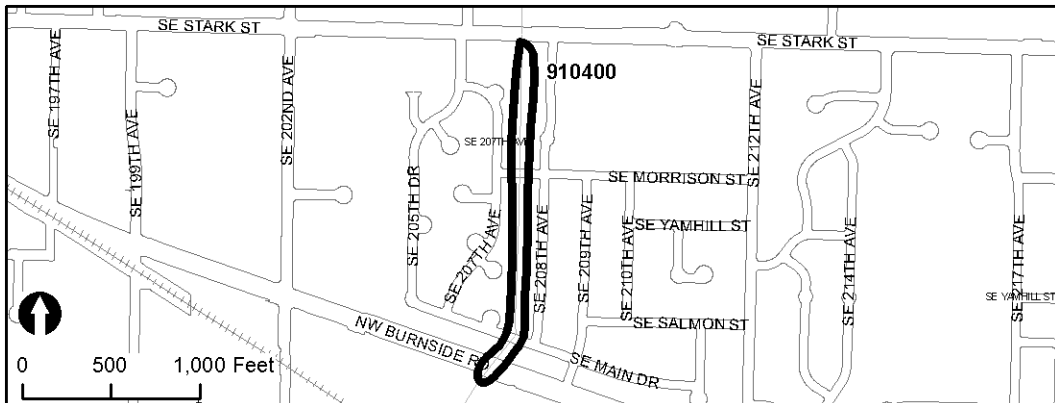 SE STARK ST
SE STARK ST
910400
SE 197TH AVE
SE 199TH AVE
SE 202ND AVE
SE 205TH DR
SE 207TH AVE
SE 212TH AVE
SE MORRISON ST
SE YAMHILL ST
SE 207TH AVE
SE 208TH AVE
SE 209TH AVE
SE 210TH AVE
SE 214TH AVE
SE 217TH AVE
SE YAMHILL ST
SE SALMON ST
NW BURNSIDE RD
SE MAIN DR
0 500 1,000 Feet